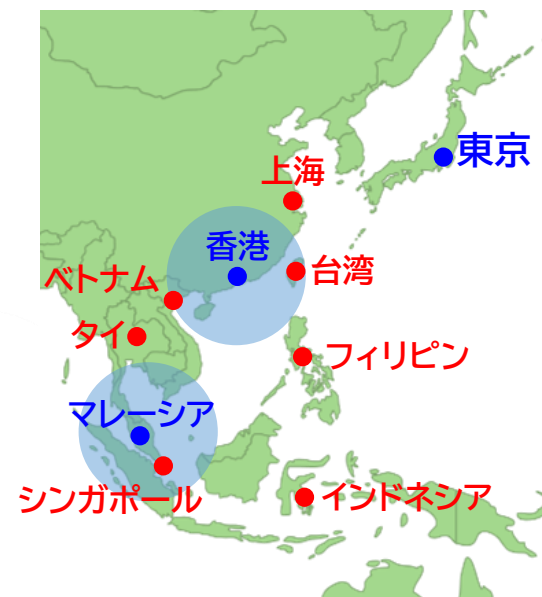 東京
上海
香港
台湾
ベトナム
タイ
フィリピン
マレーシア
シンガポール
インドネシア